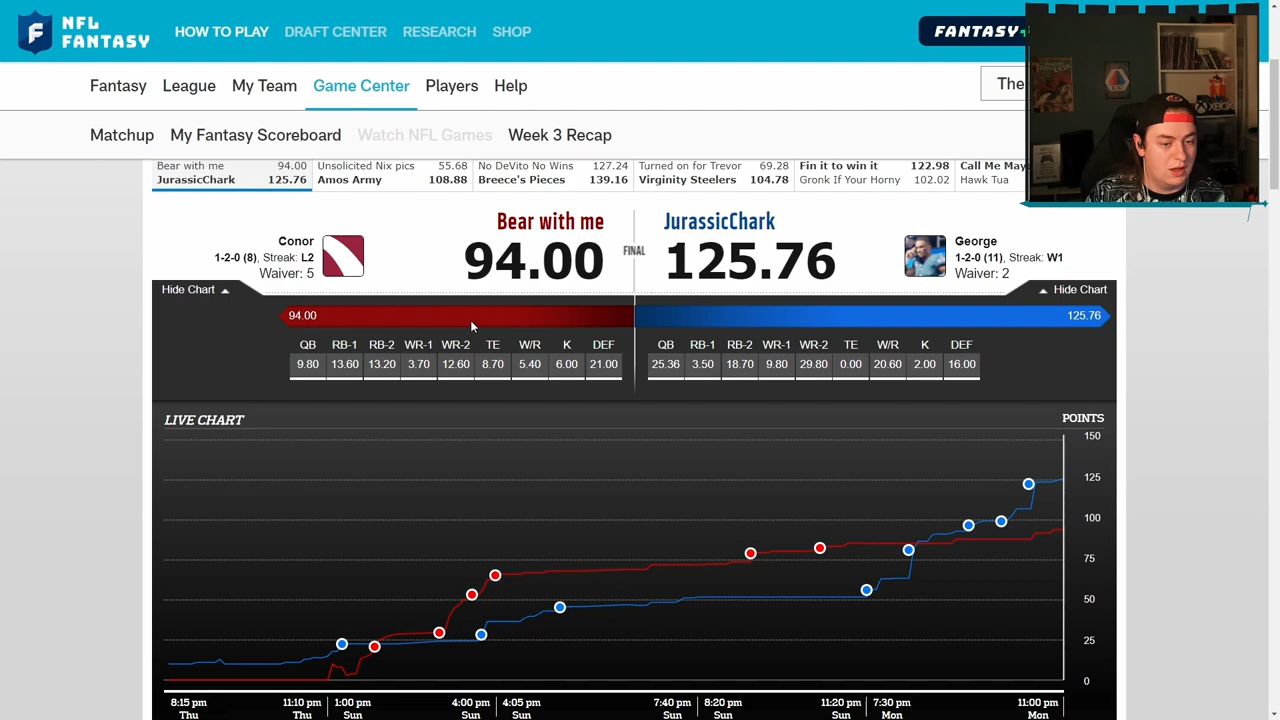 NFL
FANTASY
HOW TO PLAY DRAFT CENTER RESEARCH SHOP
FANTASY+
Fantasy League My Team Game Center Players Help
The
Matchup My Fantasy Scoreboard Watch NFL Games Week 3 Recap
Bear with me 94.00 Unsolicited Nix pics 55.68 No DeVito No Wins 127.24 Turned on for Trevor 69.28 Fin it to win it 122.98 Call Me May
JurassicChark 125.76 Amos Army 108.88 Breece's Pieces 139.16 Virginity Steelers 104.78 Gronk If Your Horny 102.02 Hawk Tua
Bear with me JurassicChark
Conor
1-2-0 (8), Streak: L2
Waiver: 5
94.00 FINAL 125.76
George
1-2-0 (11), Streak: W1
Waiver: 2
Hide Chart Hide Chart
94.00 125.76
QB RB-1 RB-2 WR-1 WR-2 TE W/R K DEF QB RB-1 RB-2 WR-1 WR-2 TE W/R K DEF
9.80 13.60 13.20 3.70 12.60 8.70 5.40 6.00 21.00 25.36 3.50 18.70 9.80 29.80 0.00 20.60 2.00 16.00
LIVE CHART POINTS
150
125
100
75
50
25
0
8:15 pm 11:10 pm 1:00 pm 4:00 pm 4:05 pm 7:40 pm 8:20 pm 11:20 pm 7:30 pm 11:00 pm
Thu Thu Sun Sun Sun Sun Sun Sun Mon Mon
XBOX